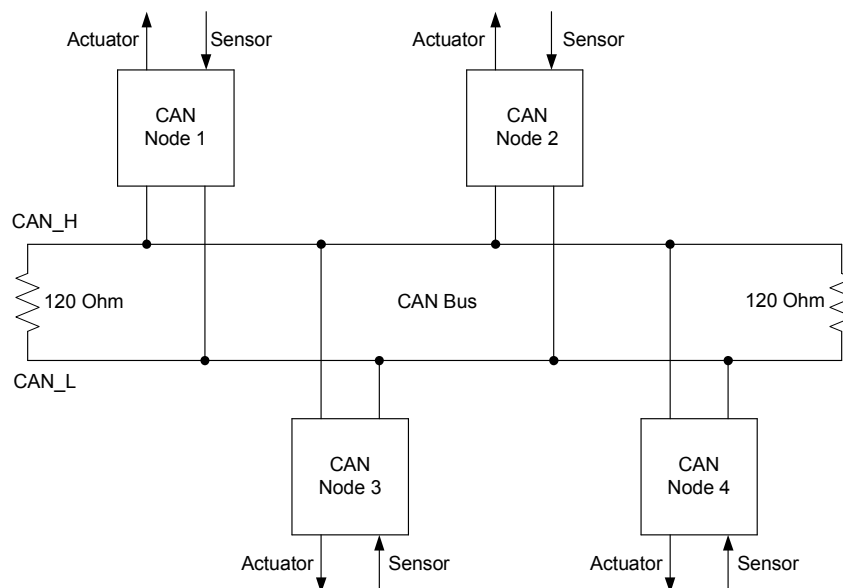 Actuator
Sensor
Actuator
Sensor
CAN
Node 1
CAN
Node 2
CAN_H
120 Ohm
CAN Bus
120 Ohm
CAN_L
CAN
Node 3
CAN
Node 4
Actuator
Sensor
Actuator
Sensor